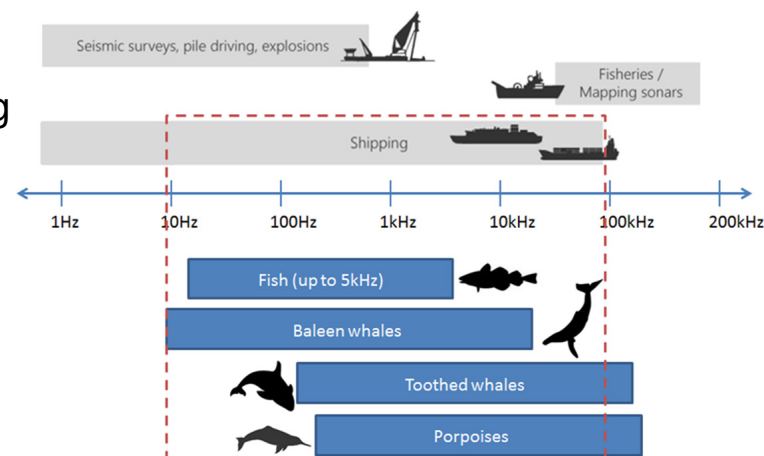 Seismic surveys, pile driving, explosions
Fisheries /
Mapping sonars
g
Shipping
1Hz 10Hz 100Hz 1kHz 10kHz 100kHz 200kHz
Fish (up to 5kHz)
Baleen whales
Toothed whales
Porpoises